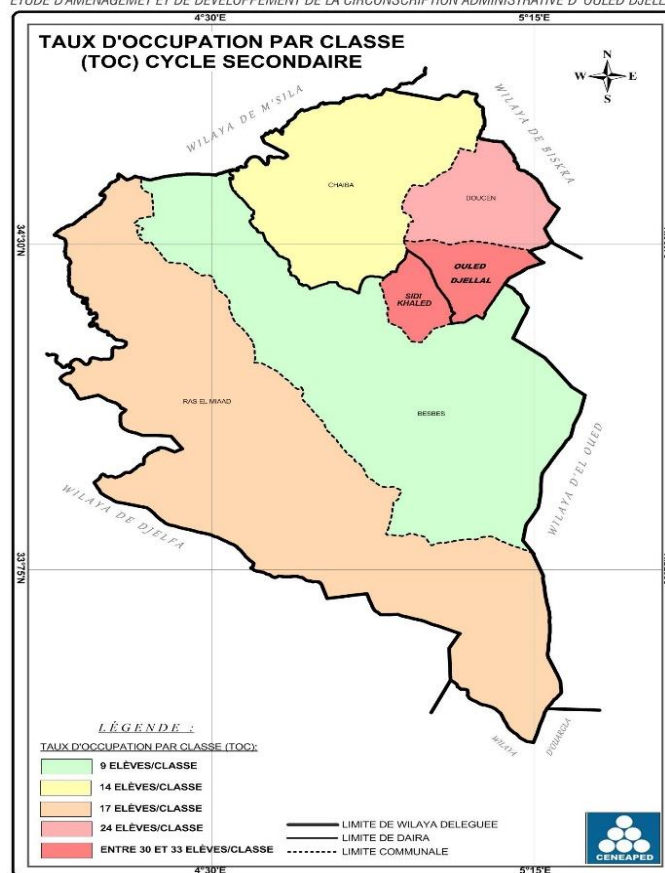 ETUDE D'AMENAGEMET ET DE DEVELOPPEMENT DE LA CIRCONSCRIPTION ADMINISTRATIVE D' OULED DJELL
4°30'E
5°15'E
TAUX D'OCCUPATION PAR CLASSE
(TOC) CYCLE SECONDAIRE
N
W E
S
WILAYA DE M'SILA
WILAYA DE BISKRA
CHAIBA
DOUCEN
34°30'N
OULED
DJELLAL
SIDI
KHALED
RAS EL MIAAD
BESBES
WILAYA D'EL OUED
WILAYA DE DJELFA
33°75'N
WILAYA
D'OUARGLA
LÉGENDE :
TAUX D'OCCUPATION PAR CLASSE (TOC):
9 ELÈVES/CLASSE
14 ELÈVES/CLASSE
17 ELÈVES/CLASSE
24 ELÈVES/CLASSE
ENTRE 30 ET 33 ELÈVES/CLASSE
LIMITE DE WILAYA DELEGUEE
LIMITE DE DAIRA
LIMITE COMMUNALE
CENEAPED
4°30'E
5°15'E